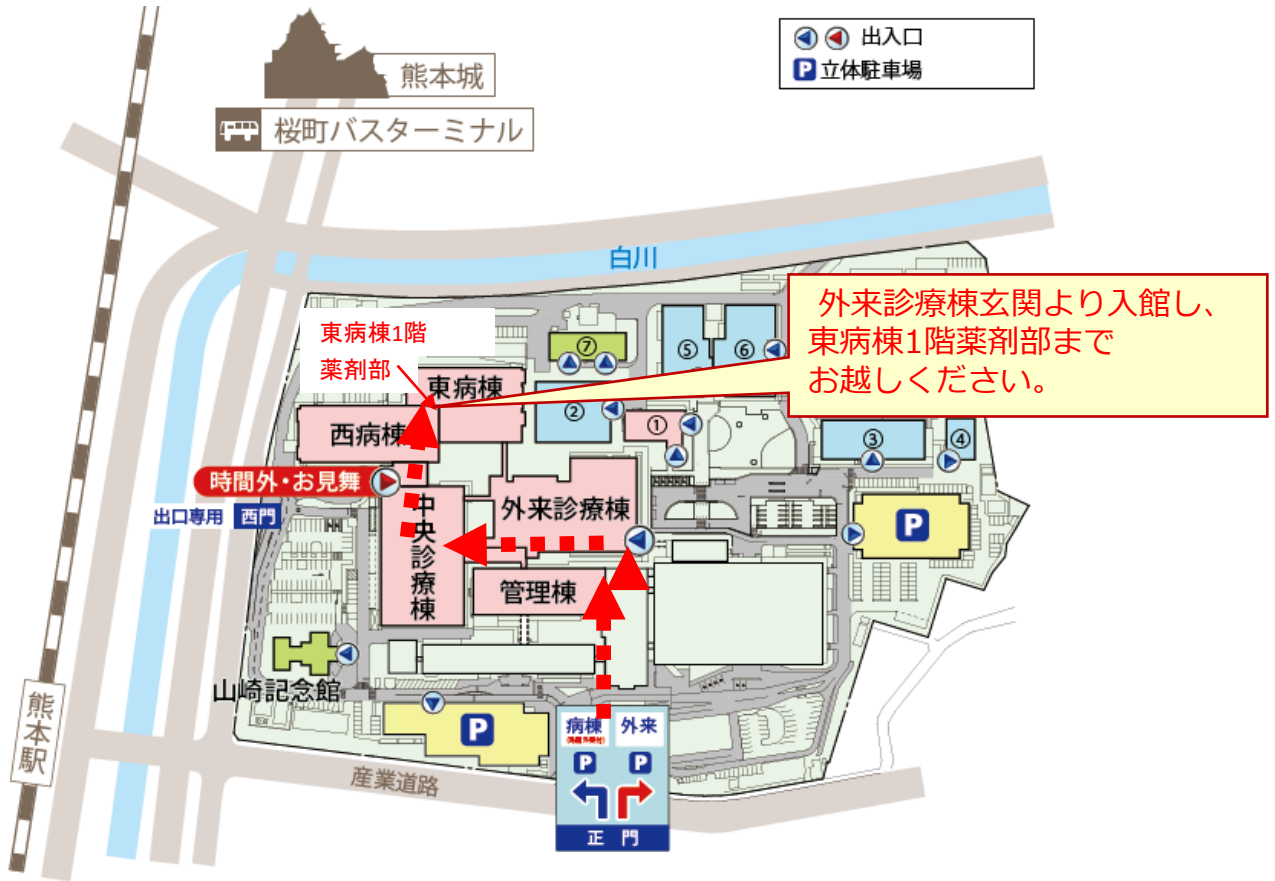 出入口
P 立体駐車場
熊本城
桜町バスターミナル
白川
外来診療棟玄関より入館し、
東病棟1階薬剤部まで
お越しください。
東病棟1階
薬剤部
⑦
⑤
⑥
東病棟
②
①
③
④
西病棟
時間外・お見舞
出口専用 西門
中央診療棟
外来診療棟
P
管理棟
山崎記念館
熊本駅
P
病棟 外来
P P
正門
産業道路